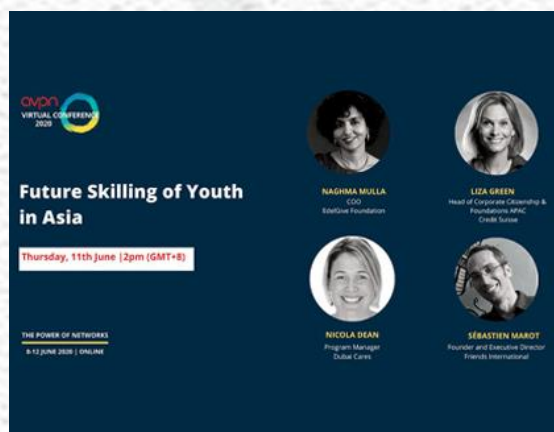 avpn
VIRTUAL CONFERENCE
2020
Future Skilling of Youth
in Asia
Thursday, 11th June |2pm (GMT+8)
THE POWER OF NETWORKS
8-12 JUNE 2020 | ONLINE
NAGHMA MULLA
COO
EdelGive Foundation
LIZA GREEN
Head of Corporate Citizenship &
Foundations APAC
Credit Suisse
NICOLA DEAN
Program Manager
Dubai Cares
SÉBASTIEN MAROT
Founder and Executive Director
Friends International